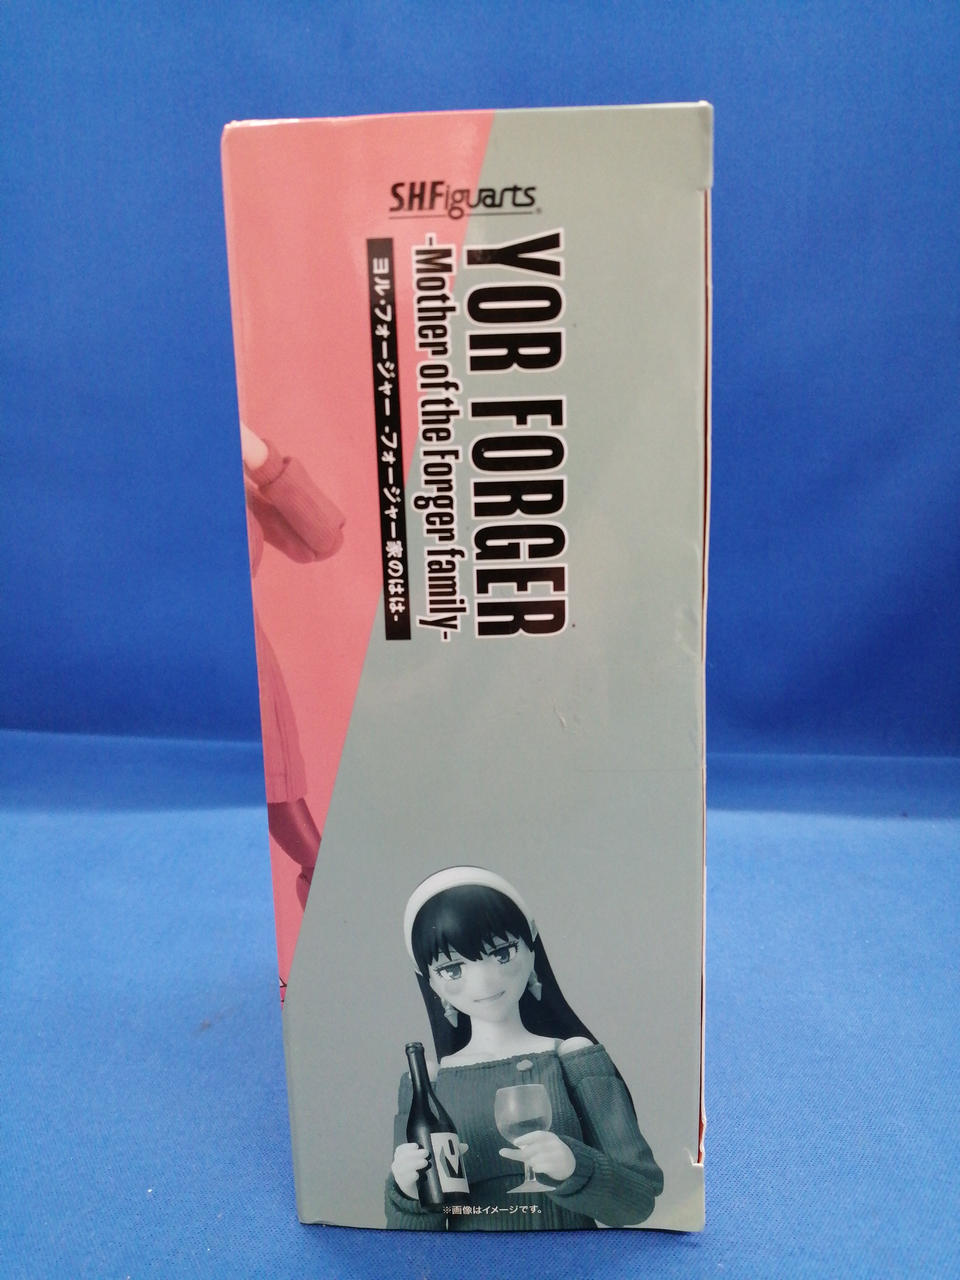 S.H.Figuarts
YOR FORGER
-Mother of the Forger family-
ヨル・フォージャー -フォージャー家のはは-
※画像はイメージです。